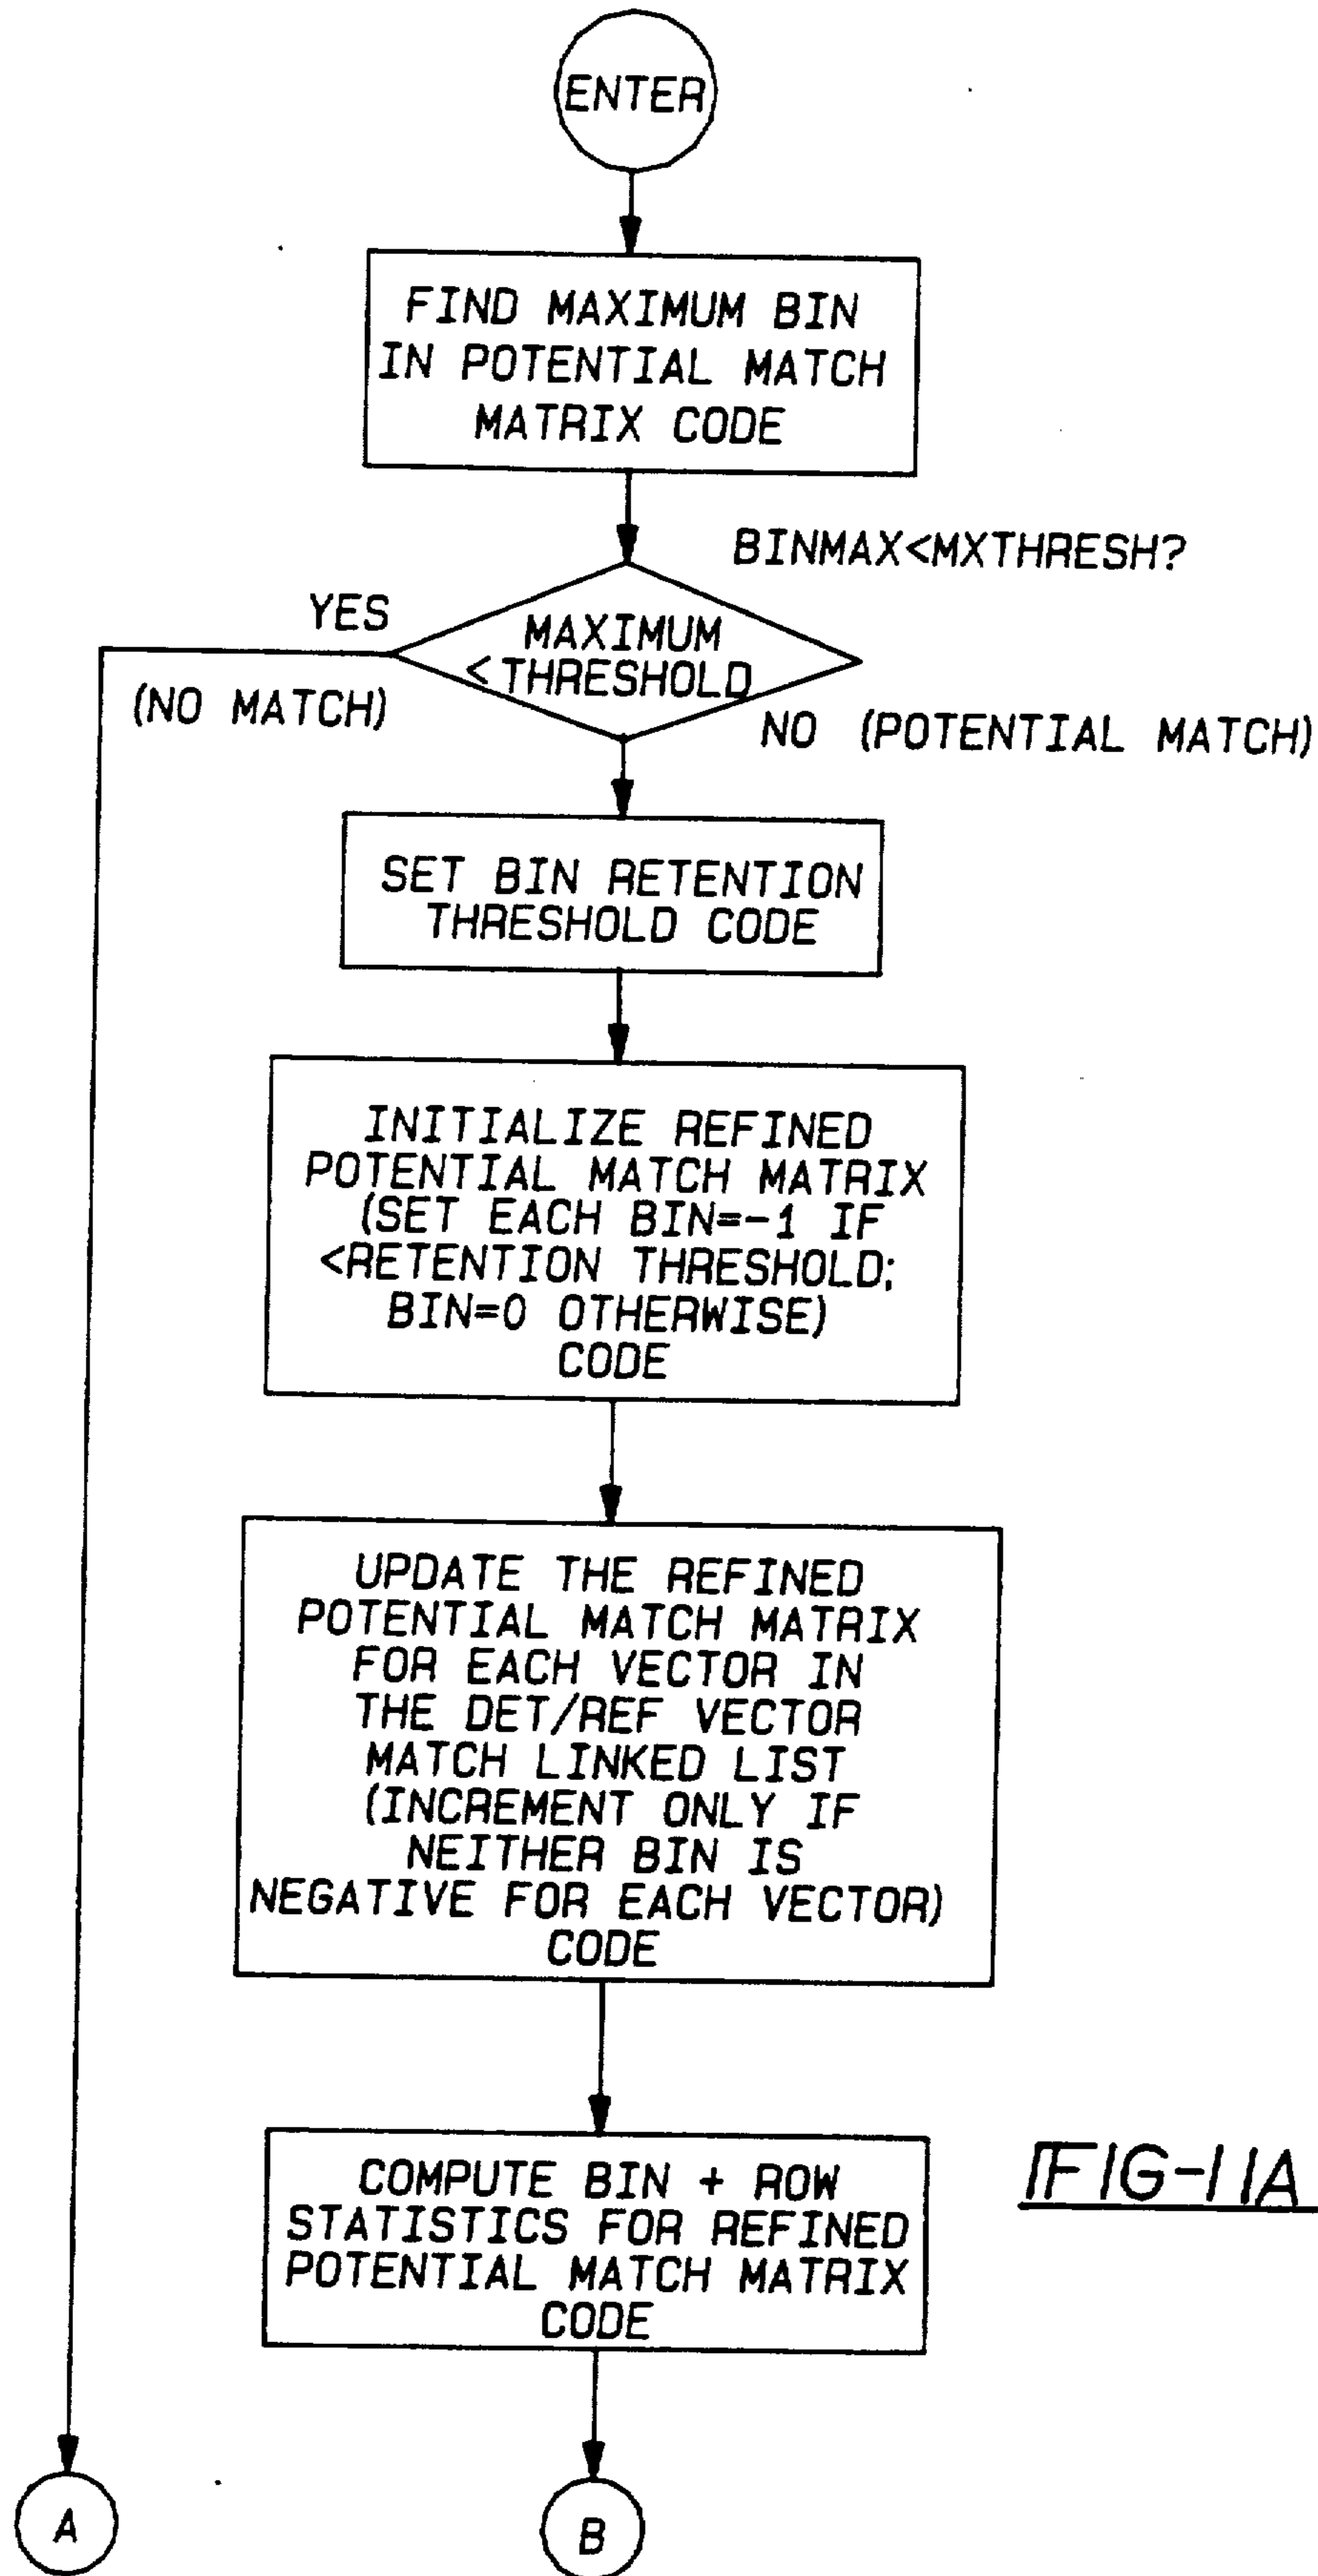 ENTER
FIND MAXIMUM BIN
IN POTENTIAL MATCH
MATRIX CODE
BINMAX<MXTHRESH?
YES
MAXIMUM
<THRESHOLD
(NO MATCH)
NO (POTENTIAL MATCH)
SET BIN RETENTION
THRESHOLD CODE
INITIALIZE REFINED
POTENTIAL MATCH MATRIX
(SET EACH BIN=-1 IF
<RETENTION THRESHOLD;
BIN=0 OTHERWISE)
CODE
UPDATE THE REFINED
POTENTIAL MATCH MATRIX
FOR EACH VECTOR IN
THE DET/REF VECTOR
MATCH LINKED LIST
(INCREMENT ONLY IF
NEITHER BIN IS
NEGATIVE FOR EACH VECTOR)
CODE
COMPUTE BIN + ROW
STATISTICS FOR REFINED
POTENTIAL MATCH MATRIX
CODE
FIG-11A
A
B